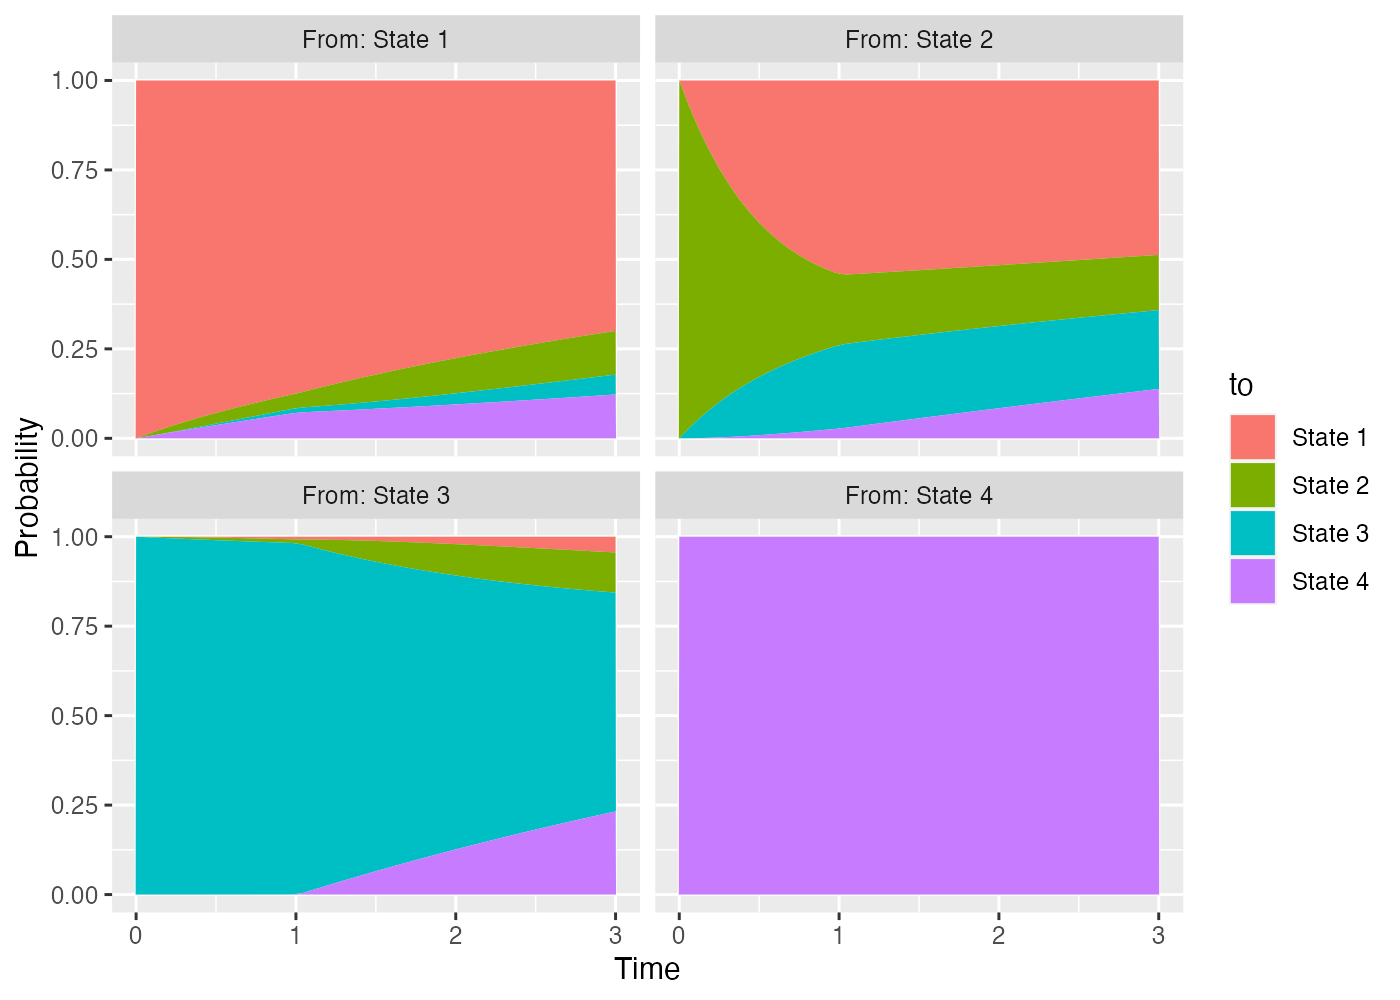 From: State 1
From: State 2
1.00
0.75
0.50
0.25
0.00
From: State 3
From: State 4
1.00
0.75
0.50
0.25
0.00
0 1 2 3
0 1 2 3
Time
Probability
to
State 1
State 2
State 3
State 4